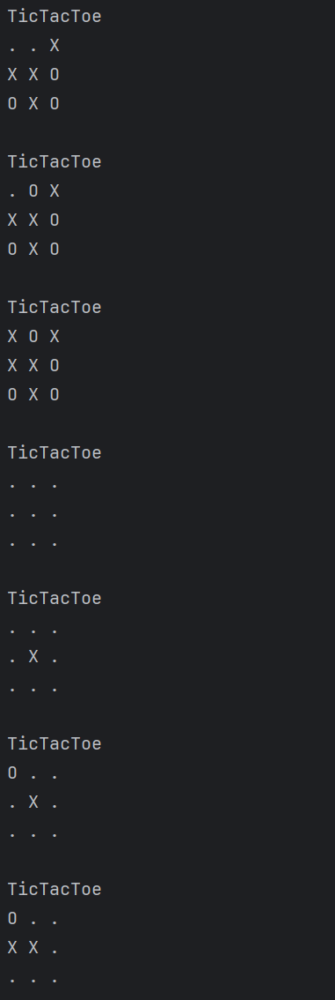 TicTacToe
. . X
X X O
O X O
TicTacToe
. O X
X X O
O X O
TicTacToe
X O X
X X O
O X O
TicTacToe
. . .
. . .
. . .
TicTacToe
. . .
. X .
. . .
TicTacToe
O . .
. X .
. . .
TicTacToe
O . .
X X .
. . .